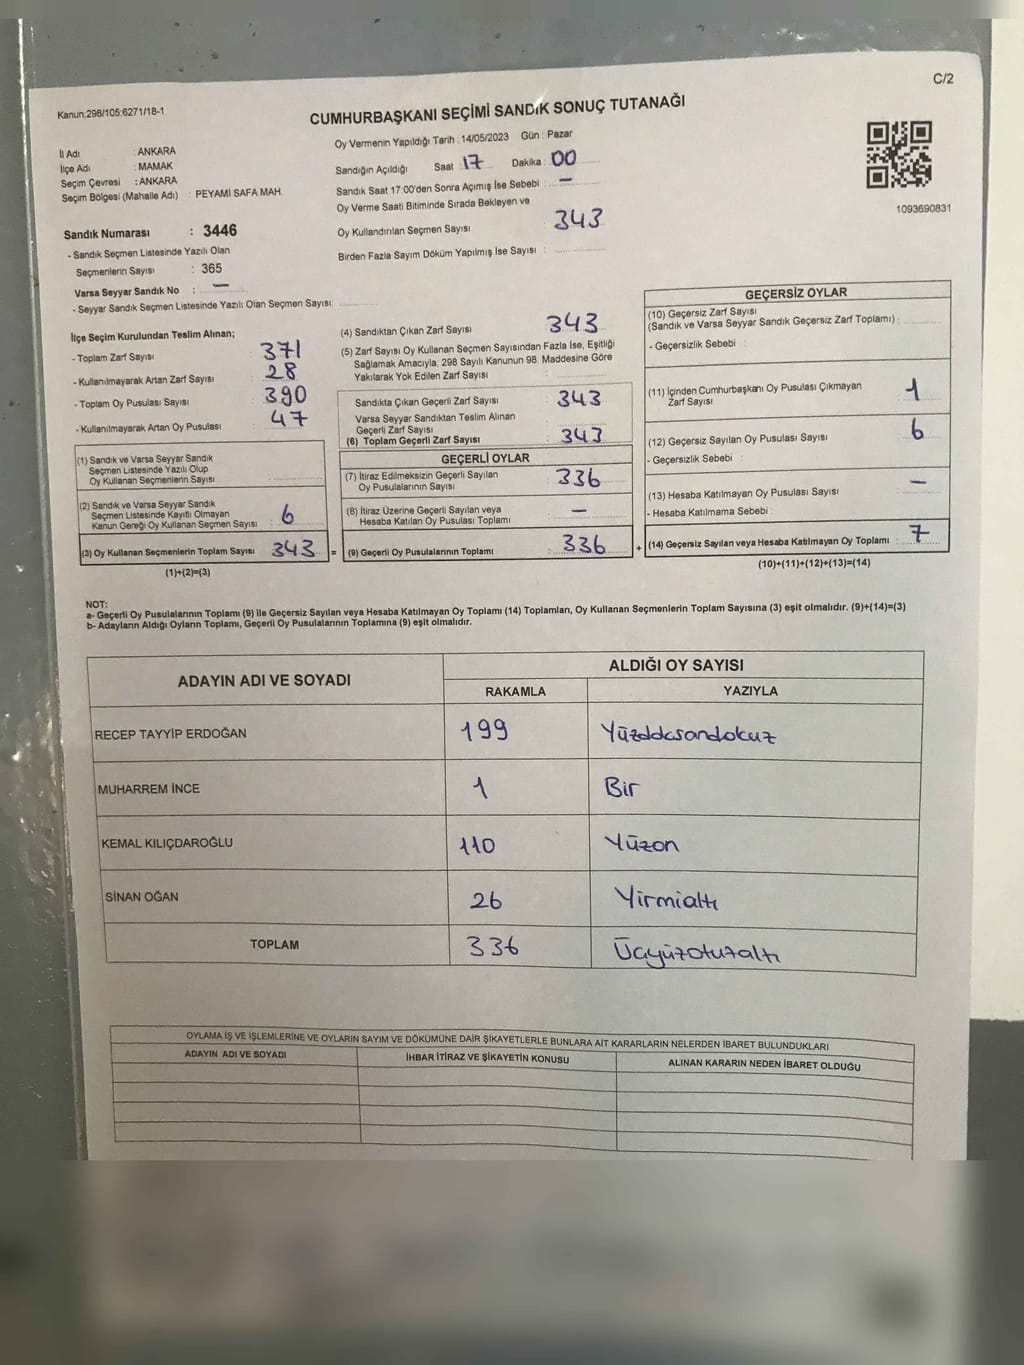 C/2
Kanun;298/105;6271/18-1
CUMHURBAŞKANI SEÇİMİ SANDIK SONUÇ TUTANAĞI
Oy Vermenin Yapıldığı Tarih : 14/05/2023 Gün : Pazar
İl Adı : ANKARA
İlçe Adı : MAMAK
Seçim Çevresi : ANKARA
Seçim Bölgesi (Mahalle Adı) : PEYAMİ SAFA MAH.
Sandığın Açıldığı Saat 17 Dakika : 00
Sandık Saat 17:00'den Sonra Açımış İse Sebebi : —
Oy Verme Saati Bitiminde Sırada Bekleyen ve
Oy Kullandırılan Seçmen Sayısı 343
Birden Fazla Sayım Döküm Yapılmış İse Sayısı :
1093690831
Sandık Numarası : 3446
- Sandık Seçmen Listesinde Yazılı Olan
Seçmenlerin Sayısı : 365
Varsa Seyyar Sandık No : —
- Seyyar Sandık Seçmen Listesinde Yazılı Olan Seçmen Sayısı:
İlçe Seçim Kurulundan Teslim Alınan;
- Toplam Zarf Sayısı : 371
- Kullanılmayarak Artan Zarf Sayısı : 28
- Toplam Oy Pusulası Sayısı : 390
- Kullanılmayarak Artan Oy Pusulası : 47
(1) Sandık ve Varsa Seyyar Sandık
Seçmen Listesinde Yazılı Olup
Oy Kullanan Seçmenlerin Sayısı :
(2) Sandık ve Varsa Seyyar Sandık
Seçmen Listesinde Kayıtlı Olmayan
Kanun Gereği Oy Kullanan Seçmen Sayısı : 6
(3) Oy Kullanan Seçmenlerin Toplam Sayısı : 343 =
(1)+(2)=(3)
(4) Sandıktan Çıkan Zarf Sayısı : 343
(5) Zarf Sayısı Oy Kullanan Seçmen Sayısından Fazla İse, Eşitliği
Sağlamak Amacıyla; 298 Sayılı Kanunun 98. Maddesine Göre
Yakılarak Yok Edilen Zarf Sayısı :
Sandıkta Çıkan Geçerli Zarf Sayısı : 343
Varsa Seyyar Sandıktan Teslim Alınan
Geçerli Zarf Sayısı :
(6) Toplam Geçerli Zarf Sayısı : 343
GEÇERLİ OYLAR
(7) İtiraz Edilmeksizin Geçerli Sayılan
Oy Pusulalarının Sayısı : 336
(8) İtiraz Üzerine Geçerli Sayılan veya
Hesaba Katılan Oy Pusulası Toplamı : —
(9) Geçerli Oy Pusulalarının Toplamı : 336 +
GEÇERSİZ OYLAR
(10) Geçersiz Zarf Sayısı
(Sandık ve Varsa Seyyar Sandık Geçersiz Zarf Toplamı) :
- Geçersizlik Sebebi :
(11) İçinden Cumhurbaşkanı Oy Pusulası Çıkmayan
Zarf Sayısı : 1
(12) Geçersiz Sayılan Oy Pusulası Sayısı : 6
- Geçersizlik Sebebi :
(13) Hesaba Katılmayan Oy Pusulası Sayısı : —
- Hesaba Katılmama Sebebi :
(14) Geçersiz Sayılan veya Hesaba Katılmayan Oy Toplamı : 7
(10)+(11)+(12)+(13)=(14)
NOT:
a- Geçerli Oy Pusulalarının Toplamı (9) ile Geçersiz Sayılan veya Hesaba Katılmayan Oy Toplamı (14) Toplamları, Oy Kullanan Seçmenlerin Toplam Sayısına (3) eşit olmalıdır. (9)+(14)=(3)
b- Adayların Aldığı Oyların Toplamı, Geçerli Oy Pusulalarının Toplamına (9) eşit olmalıdır.
ADAYIN ADI VE SOYADI
ALDIĞI OY SAYISI
RAKAMLA YAZIYLA
RECEP TAYYİP ERDOĞAN 199 Yüzdoksandokuz
MUHARREM İNCE 1 Bir
KEMAL KILIÇDAROĞLU 110 Yüzon
SİNAN OĞAN 26 Yirmialtı
TOPLAM 336 Üçyüzotuzaltı
OYLAMA İŞ VE İŞLEMLERİNE VE OYLARIN SAYIM VE DÖKÜMÜNE DAİR ŞİKAYETLERLE BUNLARA AİT KARARLARIN NELERDEN İBARET BULUNDUKLARI
ADAYIN ADI VE SOYADI İHBAR İTİRAZ VE ŞİKAYETİN KONUSU ALINAN KARARIN NEDEN İBARET OLDUĞU